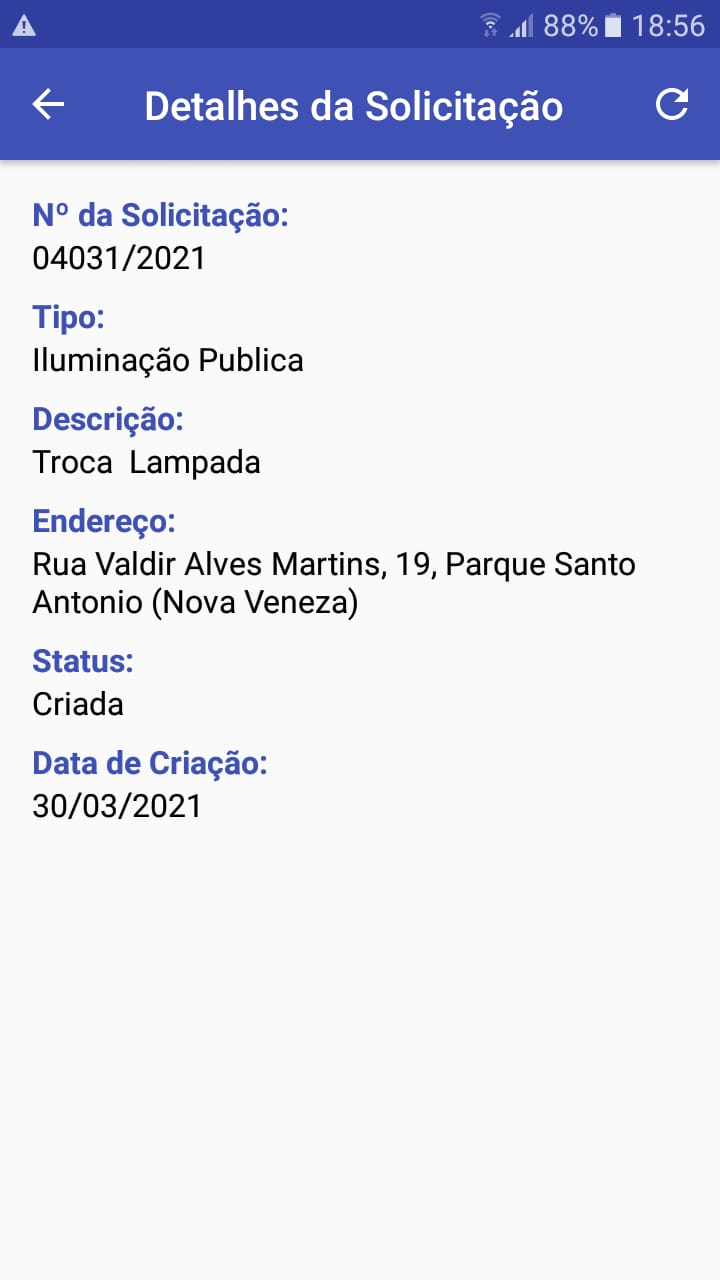 88% 18:56
Detalhes da Solicitação
Nº da Solicitação:
04031/2021
Tipo:
Iluminação Publica
Descrição:
Troca  Lampada
Endereço:
Rua Valdir Alves Martins, 19, Parque Santo
Antonio (Nova Veneza)
Status:
Criada
Data de Criação:
30/03/2021